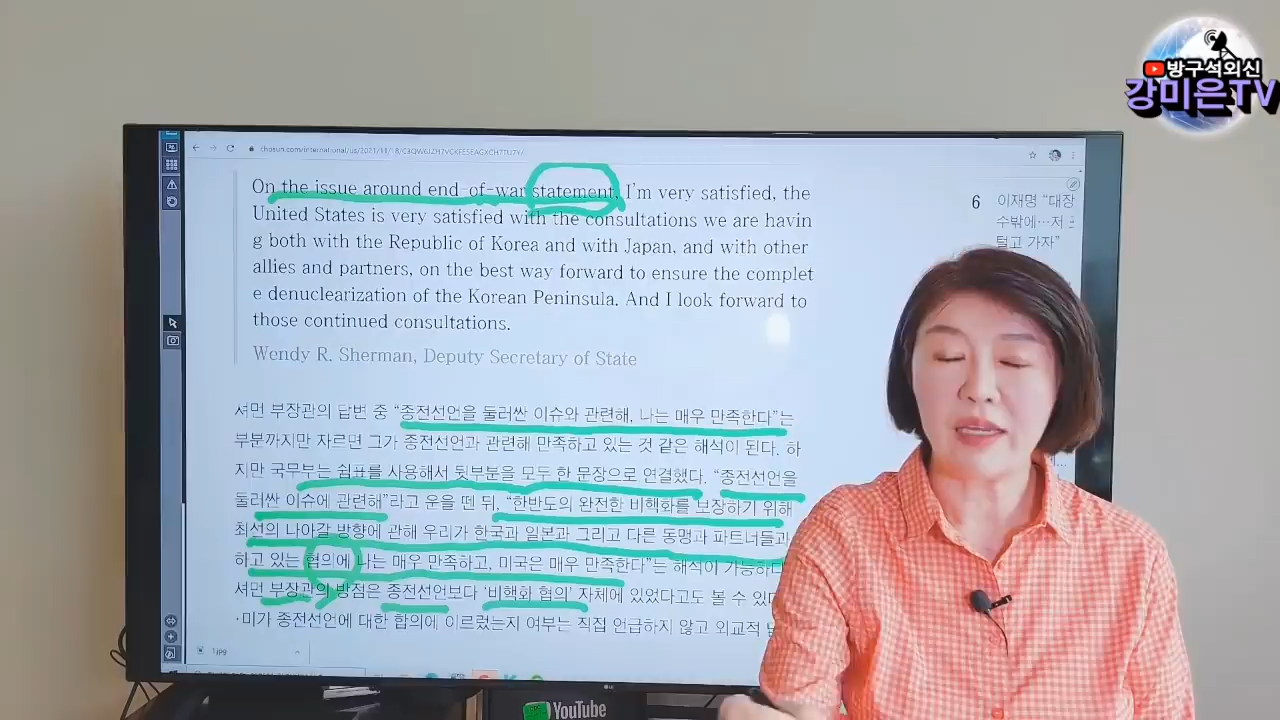 방구석외신
강미은TV
On the issue around end-of-war statement, I'm very satisfied, the
United States is very satisfied with the consultations we are havin
g both with the Republic of Korea and with Japan, and with other
allies and partners, on the best way forward to ensure the complet
e denuclearization of the Korean Peninsula. And I look forward to
those continued consultations.
Wendy R. Sherman, Deputy Secretary of State
셔먼 부장관의 답변 중 “종전선언을 둘러싼 이슈와 관련해, 나는 매우 만족한다”는
부분까지만 자르면 그가 종전선언과 관련해 만족하고 있는 것 같은 해석이 된다. 하
지만 국무부는 쉼표를 사용해서 뒷부분을 모두 한 문장으로 연결했다. “종전선언을
둘러싼 이슈에 관련해”라고 운을 뗀 뒤, “한반도의 완전한 비핵화를 보장하기 위해
최선의 나아갈 방향에 관해 우리가 한국과 일본과 그리고 다른 동맹과 파트너들과
하고 있는 협의에 나는 매우 만족하고, 미국은 매우 만족한다”는 해석이 가능하다
셔먼 부장관의 방점은 종전선언보다 ‘비핵화 협의’ 자체에 있었다고도 볼 수 있다
·미가 종전선언에 대한 합의에 이르렀는지 여부는 직접 언급하지 않고 외교적
6 이재명 “대장
수밖에…저
털고 가자”
1.jpg
LG
YouTube